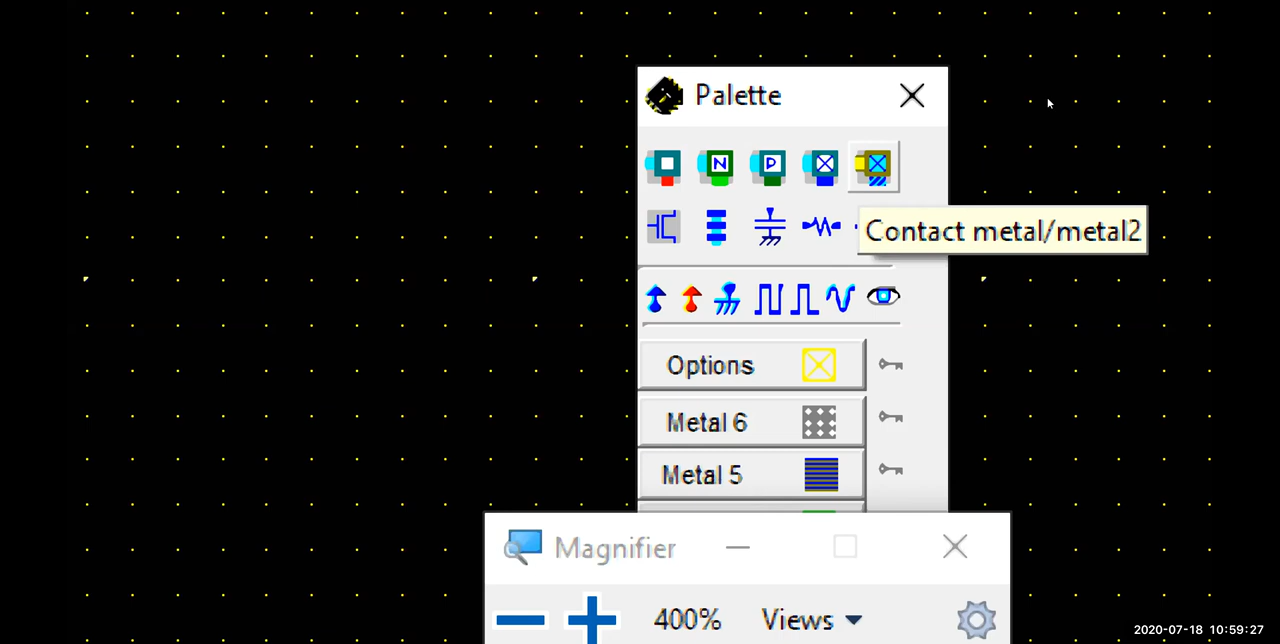 Palette
N P
Contact metal/metal2
Options
Metal 6
Metal 5
Magnifier
400% Views
2020-07-18 10:59:27